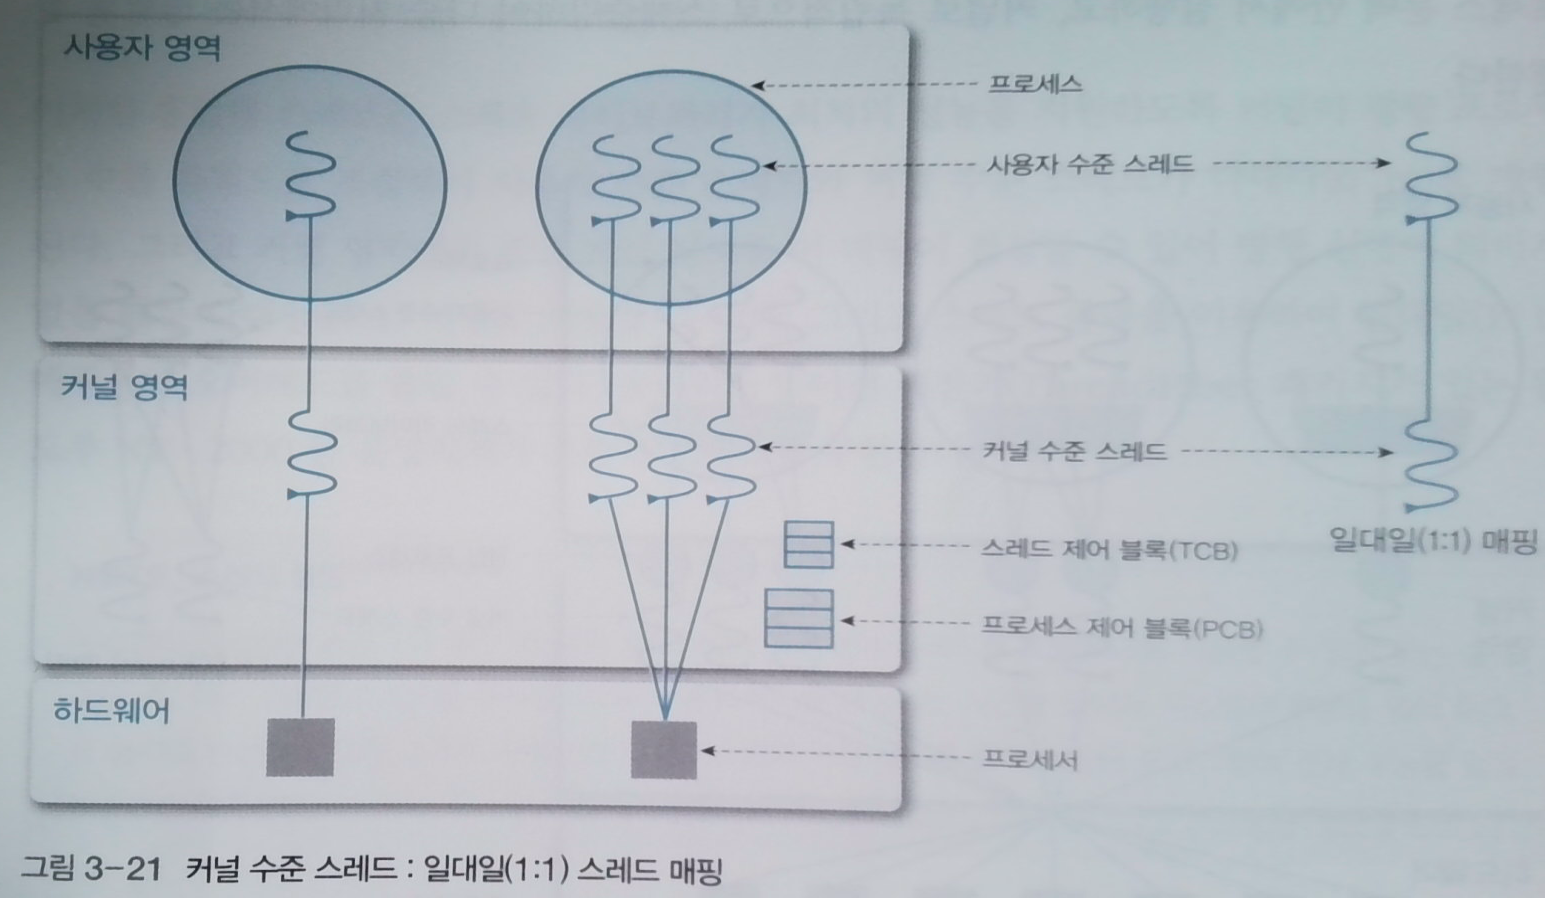 사용자 영역
프로세스
사용자 수준 스레드
커널 영역
커널 수준 스레드
스레드 제어 블록(TCB)
일대일(1:1) 매핑
프로세스 제어 블록(PCB)
하드웨어
프로세서
그림 3-21 커널 수준 스레드 : 일대일(1:1) 스레드 매핑